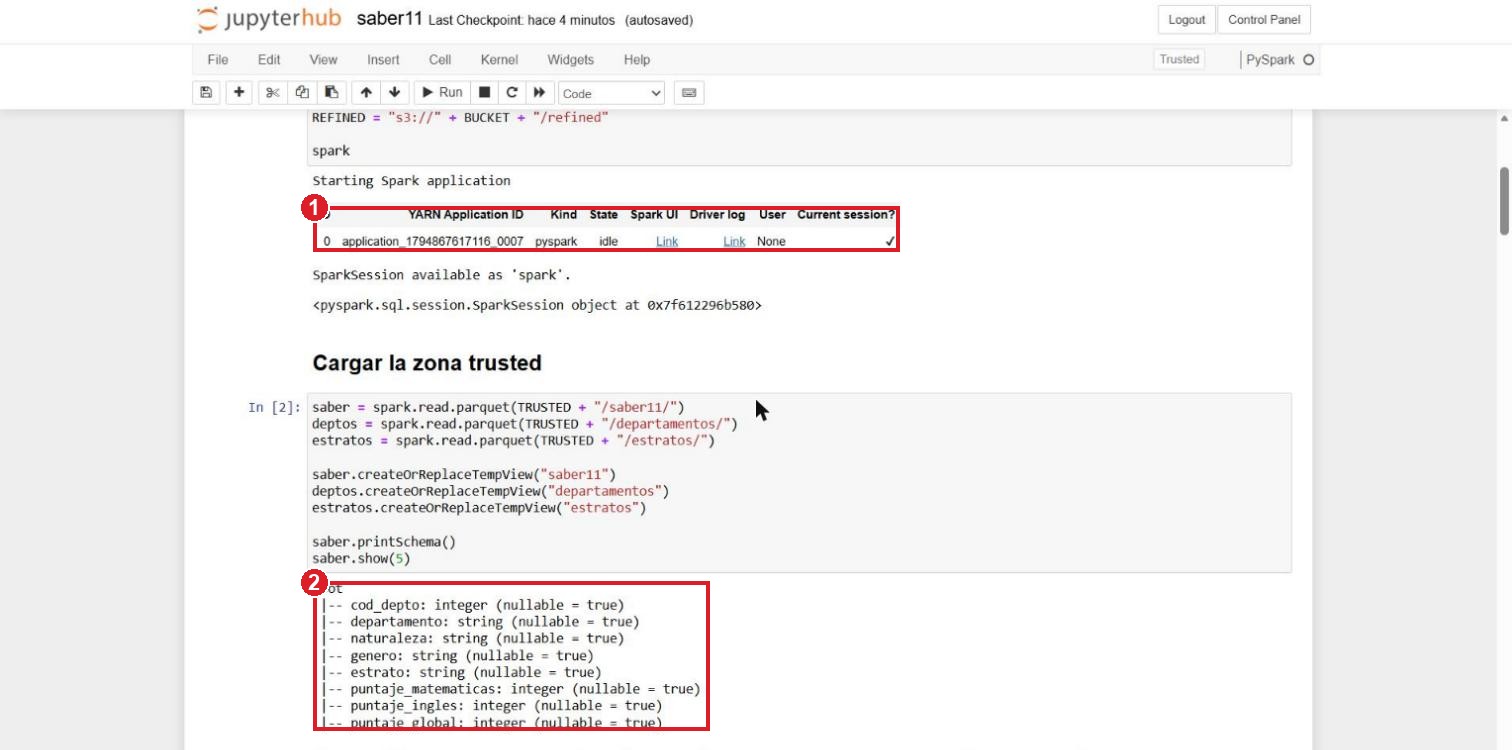 jupyterhub saber11 Last Checkpoint: hace 4 minutos (autosaved) Logout Control Panel
File Edit View Insert Cell Kernel Widgets Help Trusted PySpark
Run Code
REFINED = "s3://" + BUCKET + "/refined"
spark
Starting Spark application
1
YARN Application ID Kind State Spark UI Driver log User Current session?
0 application_1794867617116_0007 pyspark idle Link Link None ✓
SparkSession available as 'spark'.
<pyspark.sql.session.SparkSession object at 0x7f612296b580>
Cargar la zona trusted
In [2]: saber = spark.read.parquet(TRUSTED + "/saber11/")
deptos = spark.read.parquet(TRUSTED + "/departamentos/")
estratos = spark.read.parquet(TRUSTED + "/estratos/")
saber.createOrReplaceTempView("saber11")
deptos.createOrReplaceTempView("departamentos")
estratos.createOrReplaceTempView("estratos")
saber.printSchema()
saber.show(5)
2
|-- cod_depto: integer (nullable = true)
|-- departamento: string (nullable = true)
|-- naturaleza: string (nullable = true)
|-- genero: string (nullable = true)
|-- estrato: string (nullable = true)
|-- puntaje_matematicas: integer (nullable = true)
|-- puntaje_ingles: integer (nullable = true)
|-- puntaje_global: integer (nullable = true)